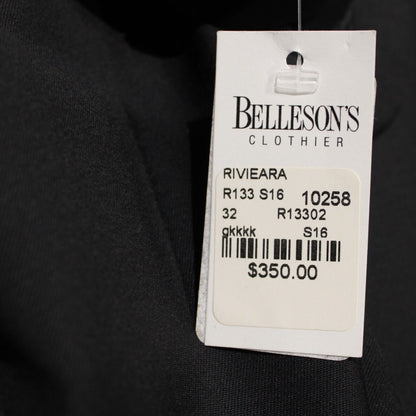 BELLESON'S
CLOTHIER
RIVIEARA
R133 S16 10258
32 R13302
gkkkk S16
$350.00